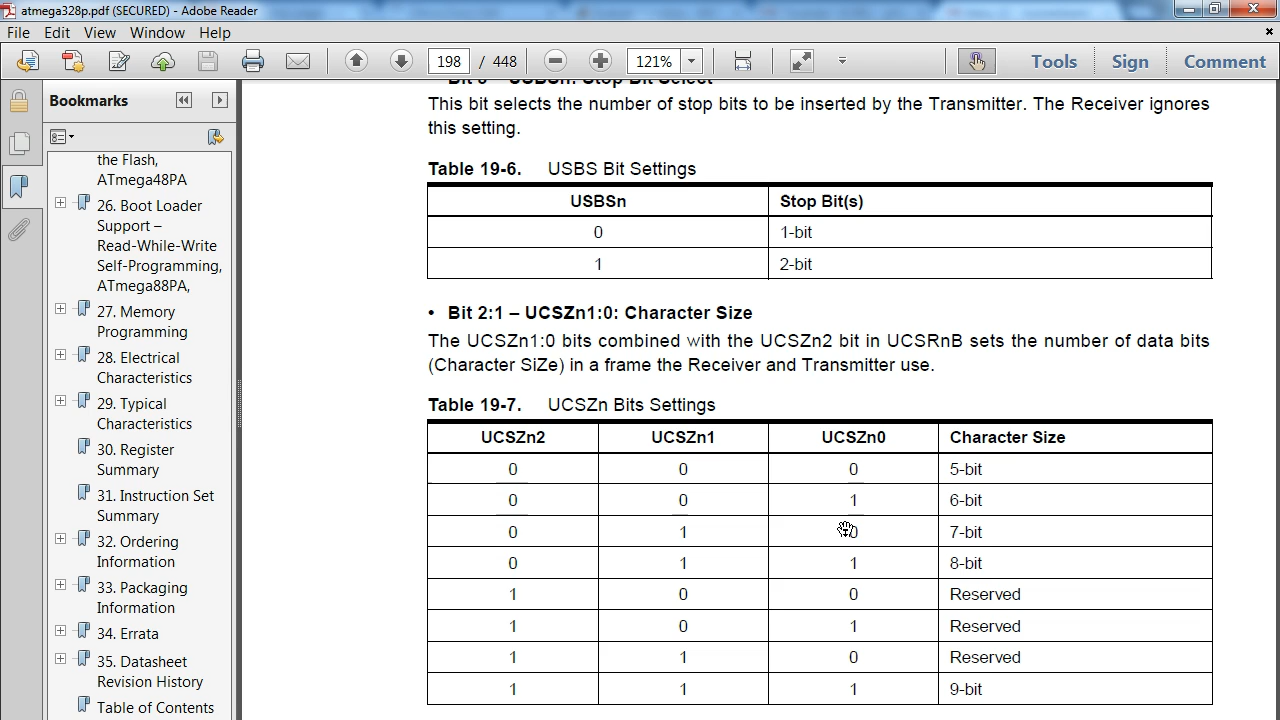 atmega328p.pdf (SECURED) - Adobe Reader
File Edit View Window Help
198 / 448 121% Tools Sign Comment
Bookmarks
the Flash,
ATmega48PA
26. Boot Loader
Support –
Read-While-Write
Self-Programming,
ATmega88PA,
27. Memory
Programming
28. Electrical
Characteristics
29. Typical
Characteristics
30. Register
Summary
31. Instruction Set
Summary
32. Ordering
Information
33. Packaging
Information
34. Errata
35. Datasheet
Revision History
Table of Contents
This bit selects the number of stop bits to be inserted by the Transmitter. The Receiver ignores
this setting.
Table 19-6. USBS Bit Settings
USBSn Stop Bit(s)
0 1-bit
1 2-bit
• Bit 2:1 – UCSZn1:0: Character Size
The UCSZn1:0 bits combined with the UCSZn2 bit in UCSRnB sets the number of data bits
(Character SiZe) in a frame the Receiver and Transmitter use.
Table 19-7. UCSZn Bits Settings
UCSZn2 UCSZn1 UCSZn0 Character Size
0 0 0 5-bit
0 0 1 6-bit
0 1 0 7-bit
0 1 1 8-bit
1 0 0 Reserved
1 0 1 Reserved
1 1 0 Reserved
1 1 1 9-bit